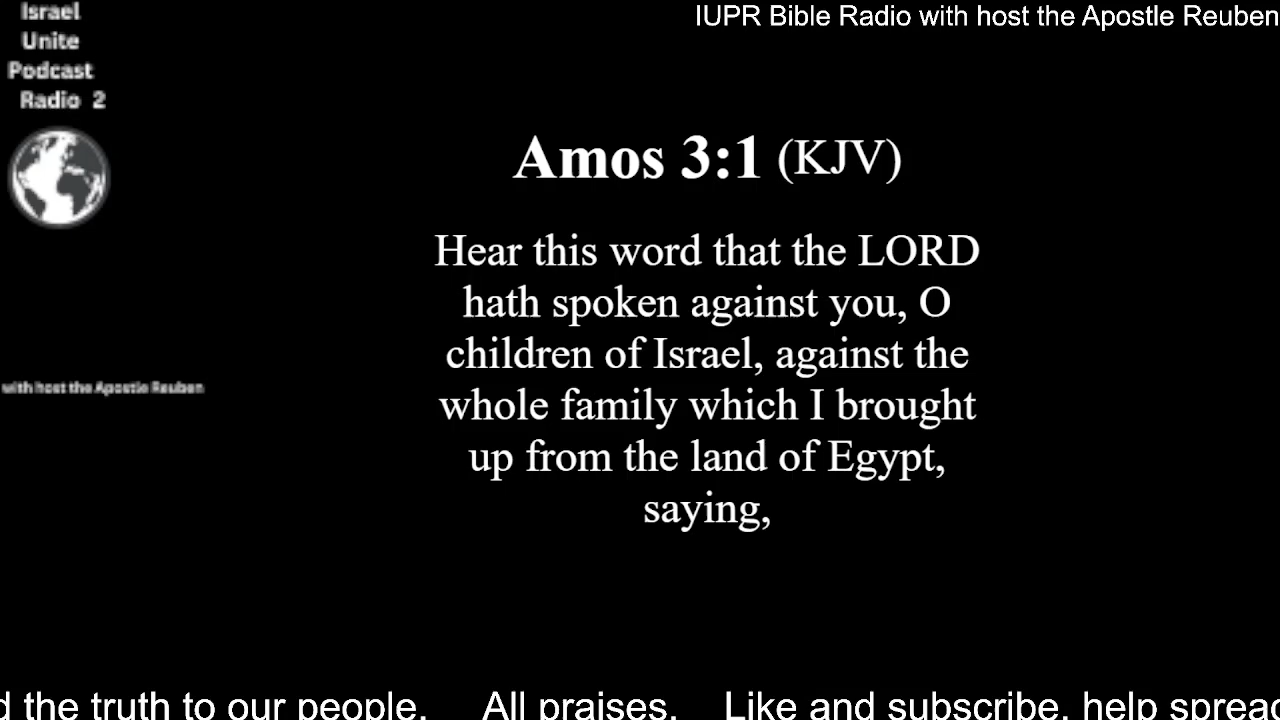 Israel
Unite
Podcast
Radio 2
IUPR Bible Radio with host the Apostle Reuben
Amos 3:1 (KJV)
Hear this word that the LORD
hath spoken against you, O
children of Israel, against the
whole family which I brought
up from the land of Egypt,
saying,
with host the Apostle Reuben
d the truth to our people. All praises. Like and subscribe, help spread